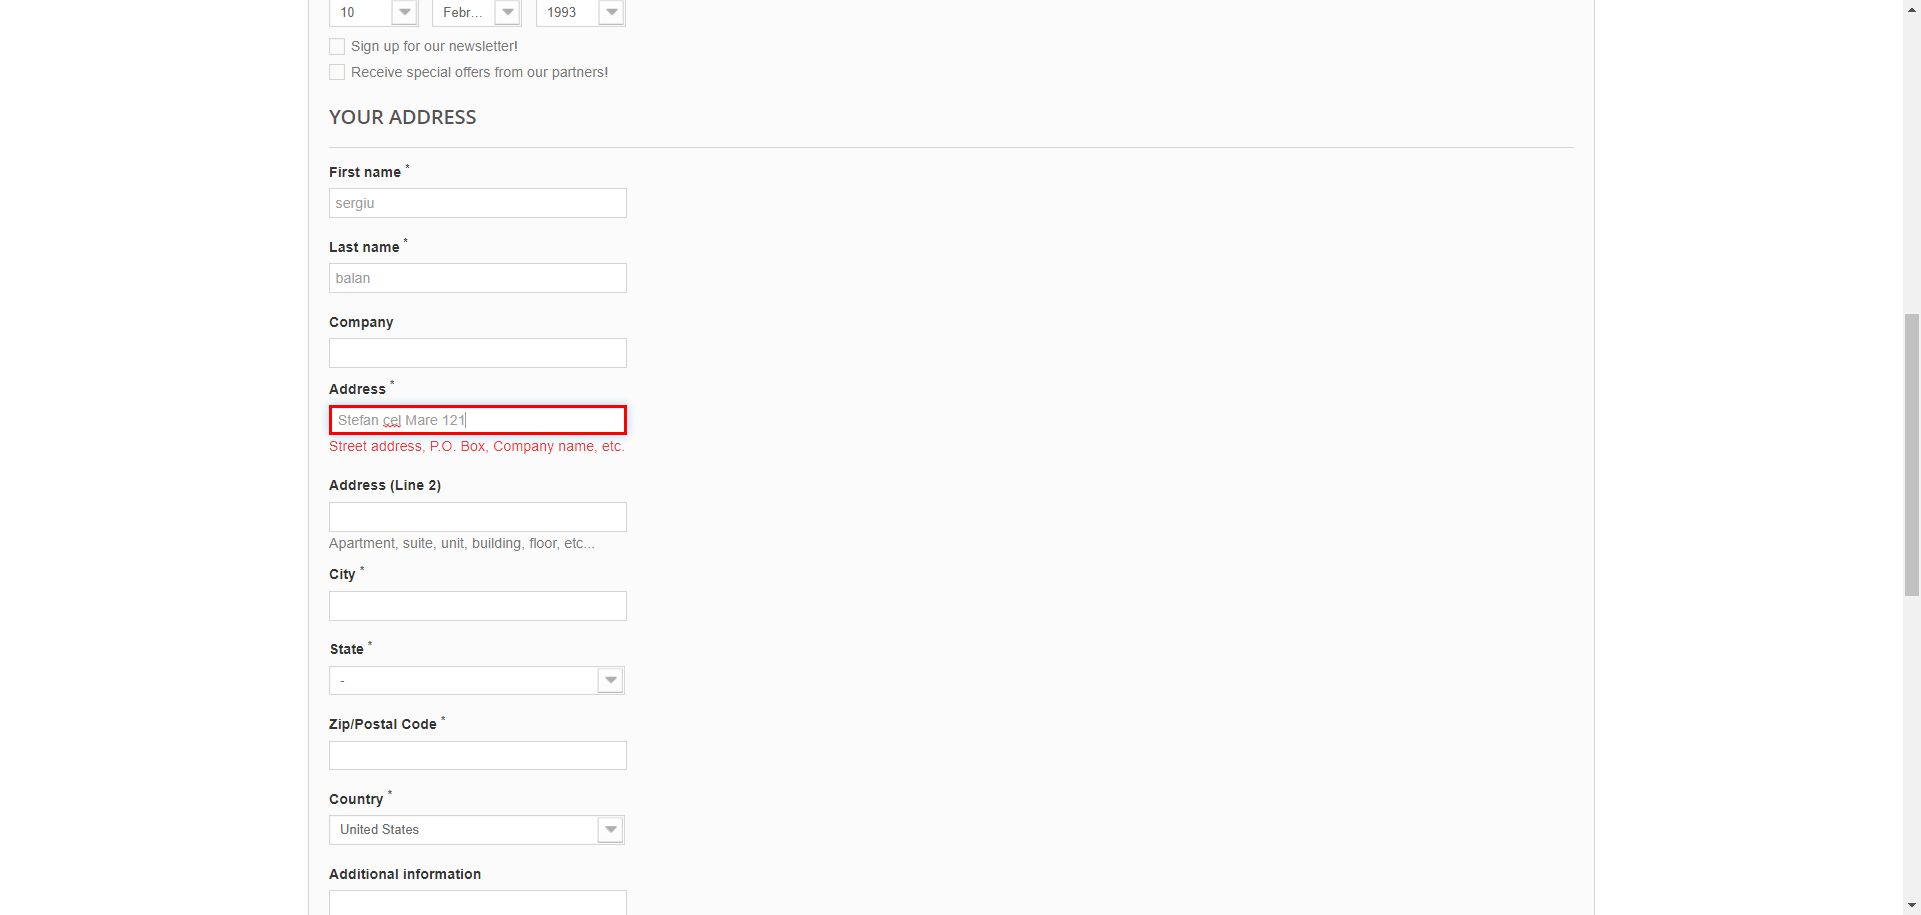 10 Febr... 1993
Sign up for our newsletter!
Receive special offers from our partners!
YOUR ADDRESS
First name *
sergiu
Last name *
balan
Company
Address *
Stefan cel Mare 121
Street address, P.O. Box, Company name, etc.
Address (Line 2)
Apartment, suite, unit, building, floor, etc...
City *
State *
-
Zip/Postal Code *
Country *
United States
Additional information